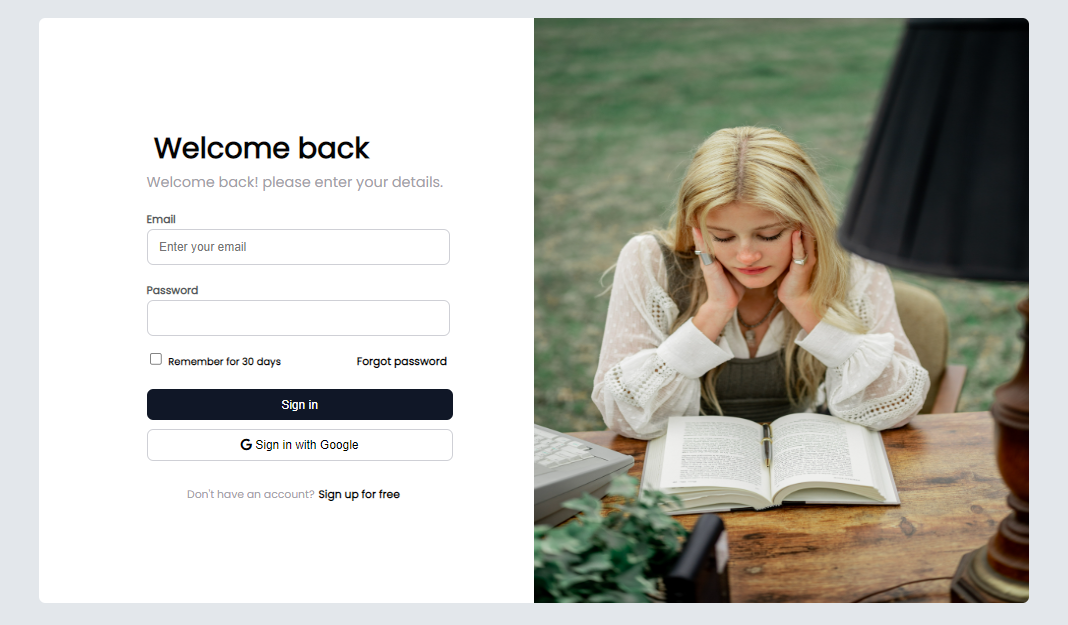 Welcome back
Welcome back! please enter your details.
Email
Enter your email
Password
Remember for 30 days Forgot password
Sign in
Sign in with Google
Don't have an account? Sign up for free